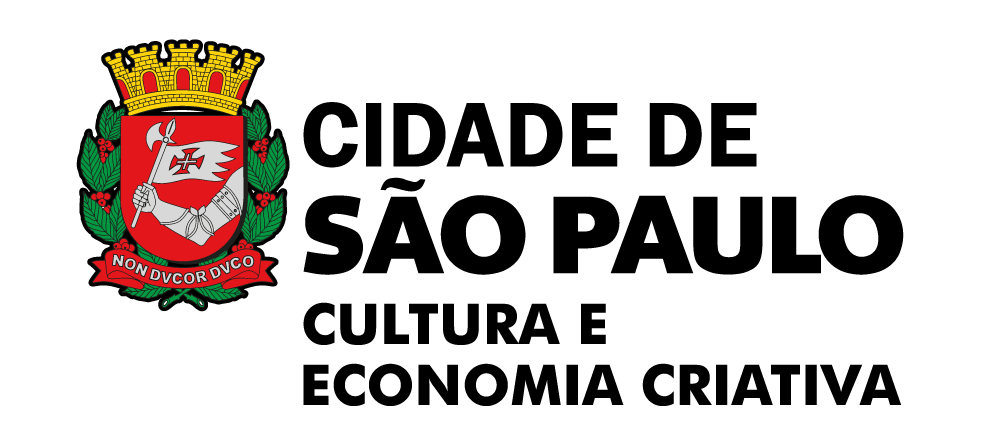 CIDADE DE
SÃO PAULO
CULTURA E
ECONOMIA CRIATIVA
NON DVCOR DVCO